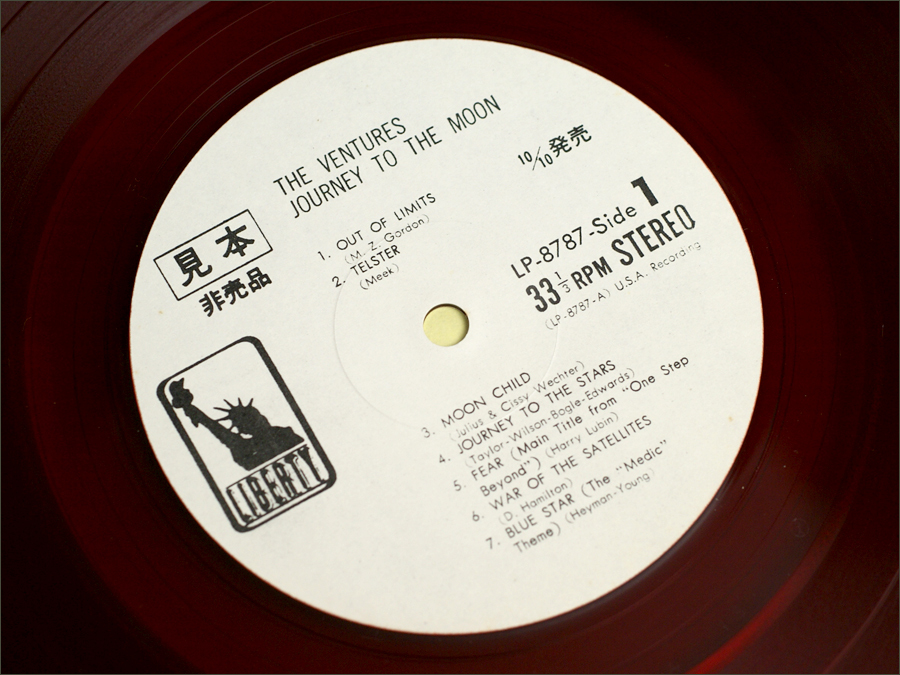 THE VENTURES
JOURNEY TO THE MOON
10/10発売
見本
非売品
1. OUT OF LIMITS
(M. Z. Gordon)
2. TELSTER
(Meek)
LP-8787-Side 1
33 1/3 RPM STEREO
(LP-8787-A) U.S.A. Recording
3. MOON CHILD
(Julius & Cissy Wechter)
4. JOURNEY TO THE STARS
(Taylor-Wilson-Bogle-Edwards)
5. FEAR (Main Title from "One Step
Beyond") (Harry Lubin)
6. WAR OF THE SATELLITES
(D. Hamilton)
7. BLUE STAR (The "Medic"
Theme) (Heyman-Young)
LIBERTY